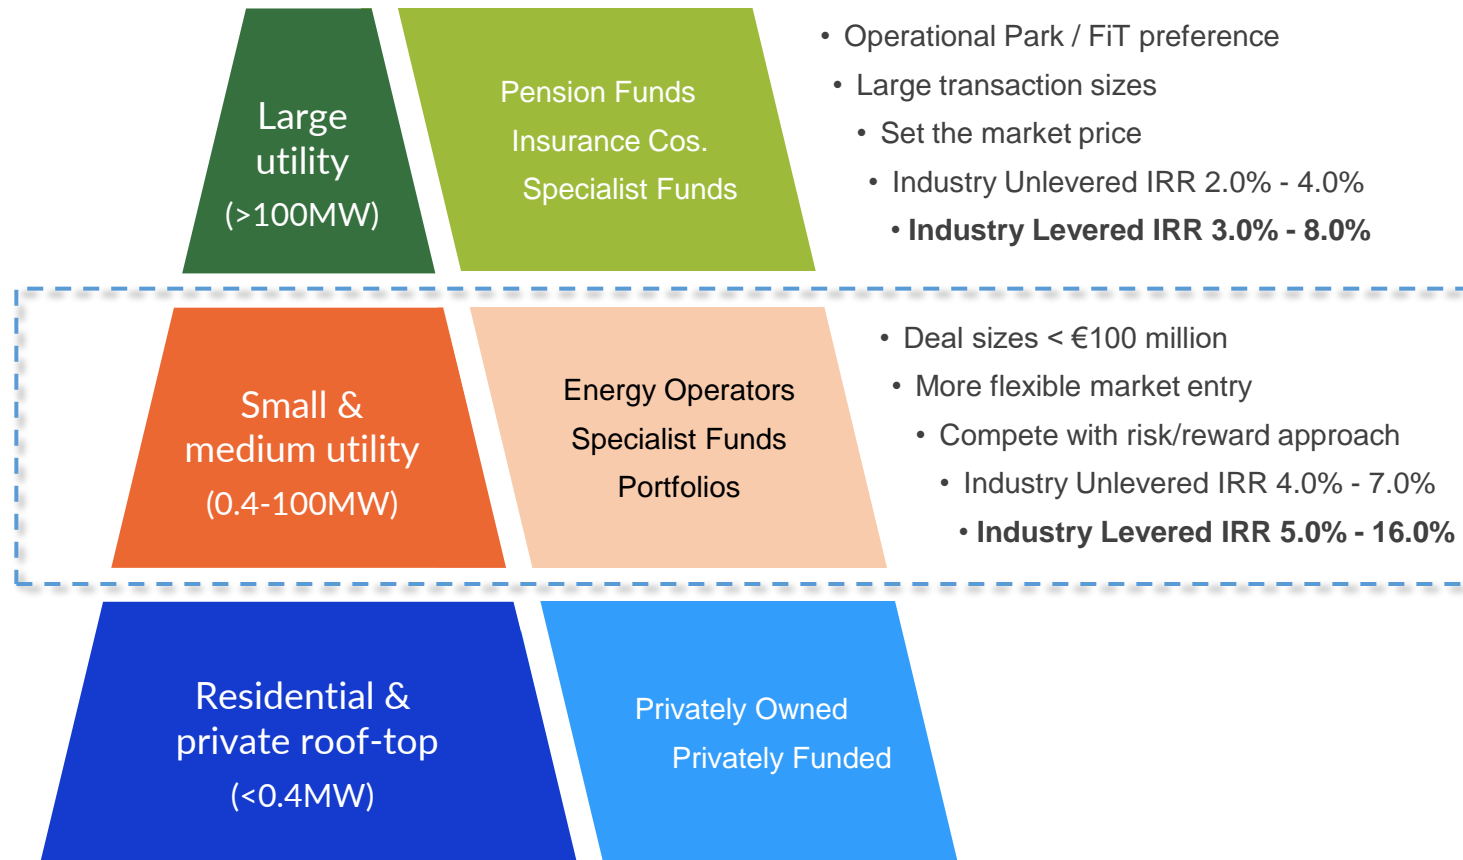 Large
utility
(>100MW)
Pension Funds
Insurance Cos.
Specialist Funds
• Operational Park / FiT preference
• Large transaction sizes
• Set the market price
• Industry Unlevered IRR 2.0% - 4.0%
• Industry Levered IRR 3.0% - 8.0%
Small &
medium utility
(0.4-100MW)
Energy Operators
Specialist Funds
Portfolios
• Deal sizes < €100 million
• More flexible market entry
• Compete with risk/reward approach
• Industry Unlevered IRR 4.0% - 7.0%
• Industry Levered IRR 5.0% - 16.0%
Residential &
private roof-top
(<0.4MW)
Privately Owned
Privately Funded